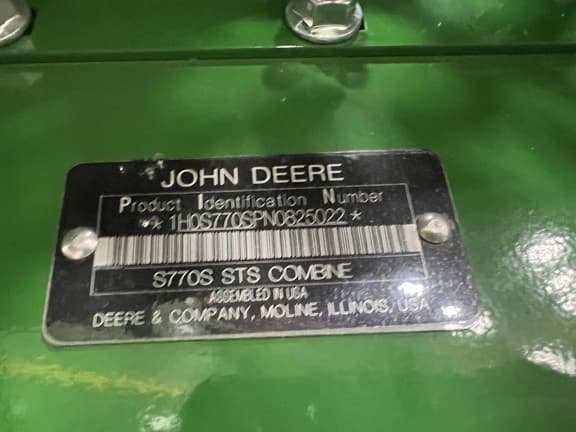 JOHN DEERE
Product Identification Number
** 1H0S770SPN0825022 *
S770S STS COMBINE
ASSEMBLED IN USA
DEERE & COMPANY, MOLINE, ILLINOIS, USA